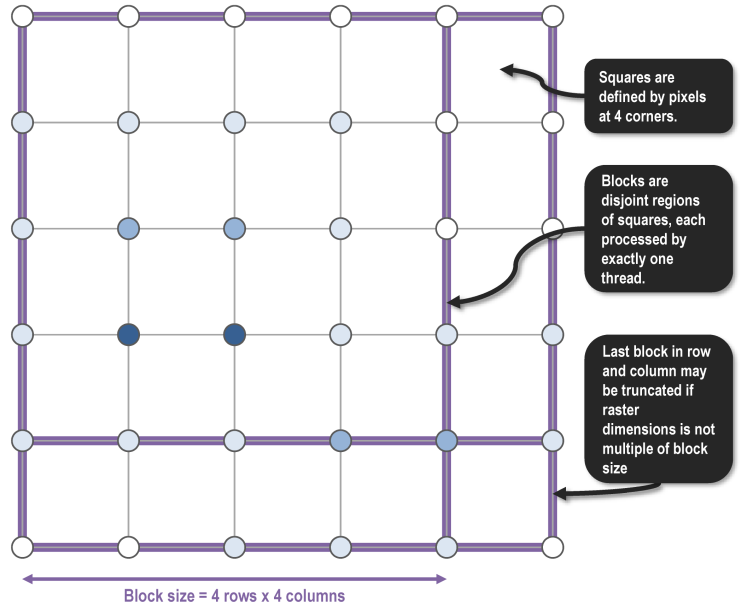 Squares are
defined by pixels
at 4 corners.
Blocks are
disjoint regions
of squares, each
processed by
exactly one
thread.
Last block in row
and column may
be truncated if
raster
dimensions is not
multiple of block
size
Block size = 4 rows x 4 columns